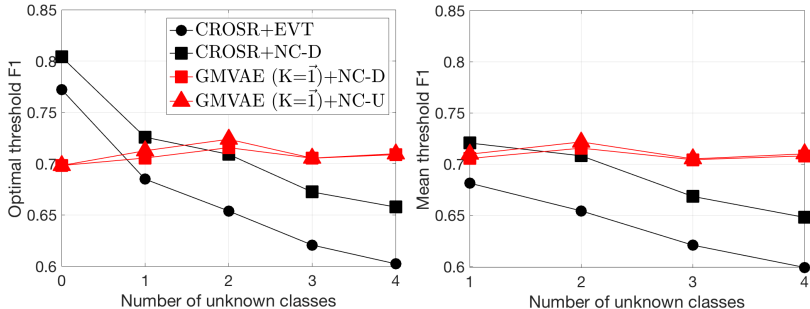 0.85
0.8
0.75
0.7
0.65
0.6
Optimal threshold F1
CROSR+EVT
CROSR+NC-D
GMVAE (K=1⃗)+NC-D
GMVAE (K=1⃗)+NC-U
0 1 2 3 4
Number of unknown classes
0.85
0.8
0.75
0.7
0.65
0.6
Mean threshold F1
1 2 3 4
Number of unknown classes